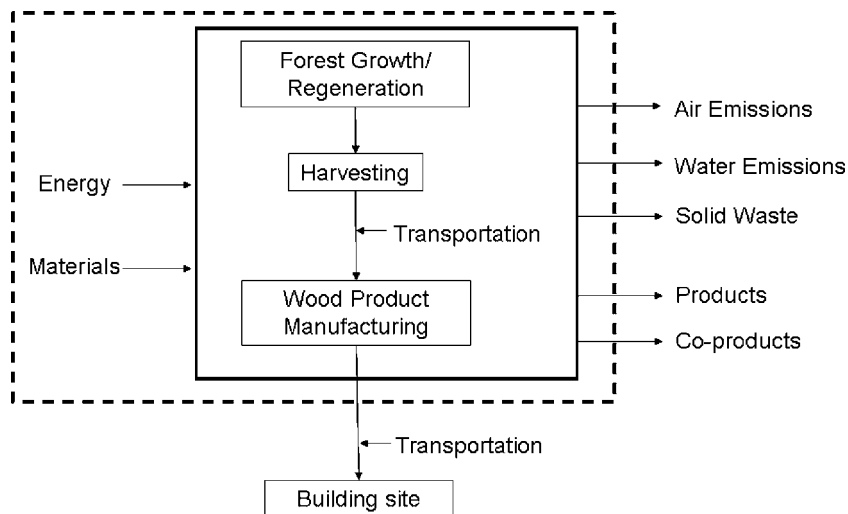 Forest Growth/
Regeneration
Air Emissions
Harvesting
Water Emissions
Energy
Solid Waste
Transportation
Materials
Wood Product
Manufacturing
Products
Co-products
Transportation
Building site